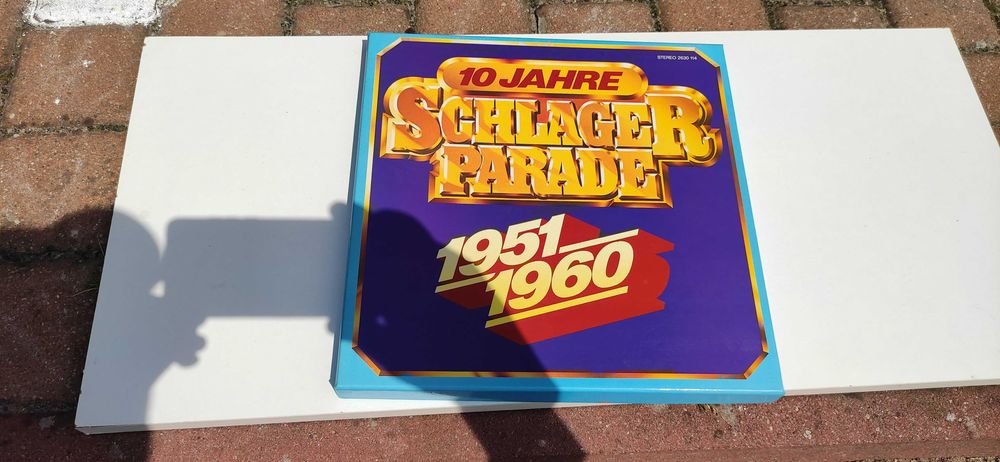 STEREO 2630 114
10 JAHRE
SCHLAGER
PARADE
1951
1960